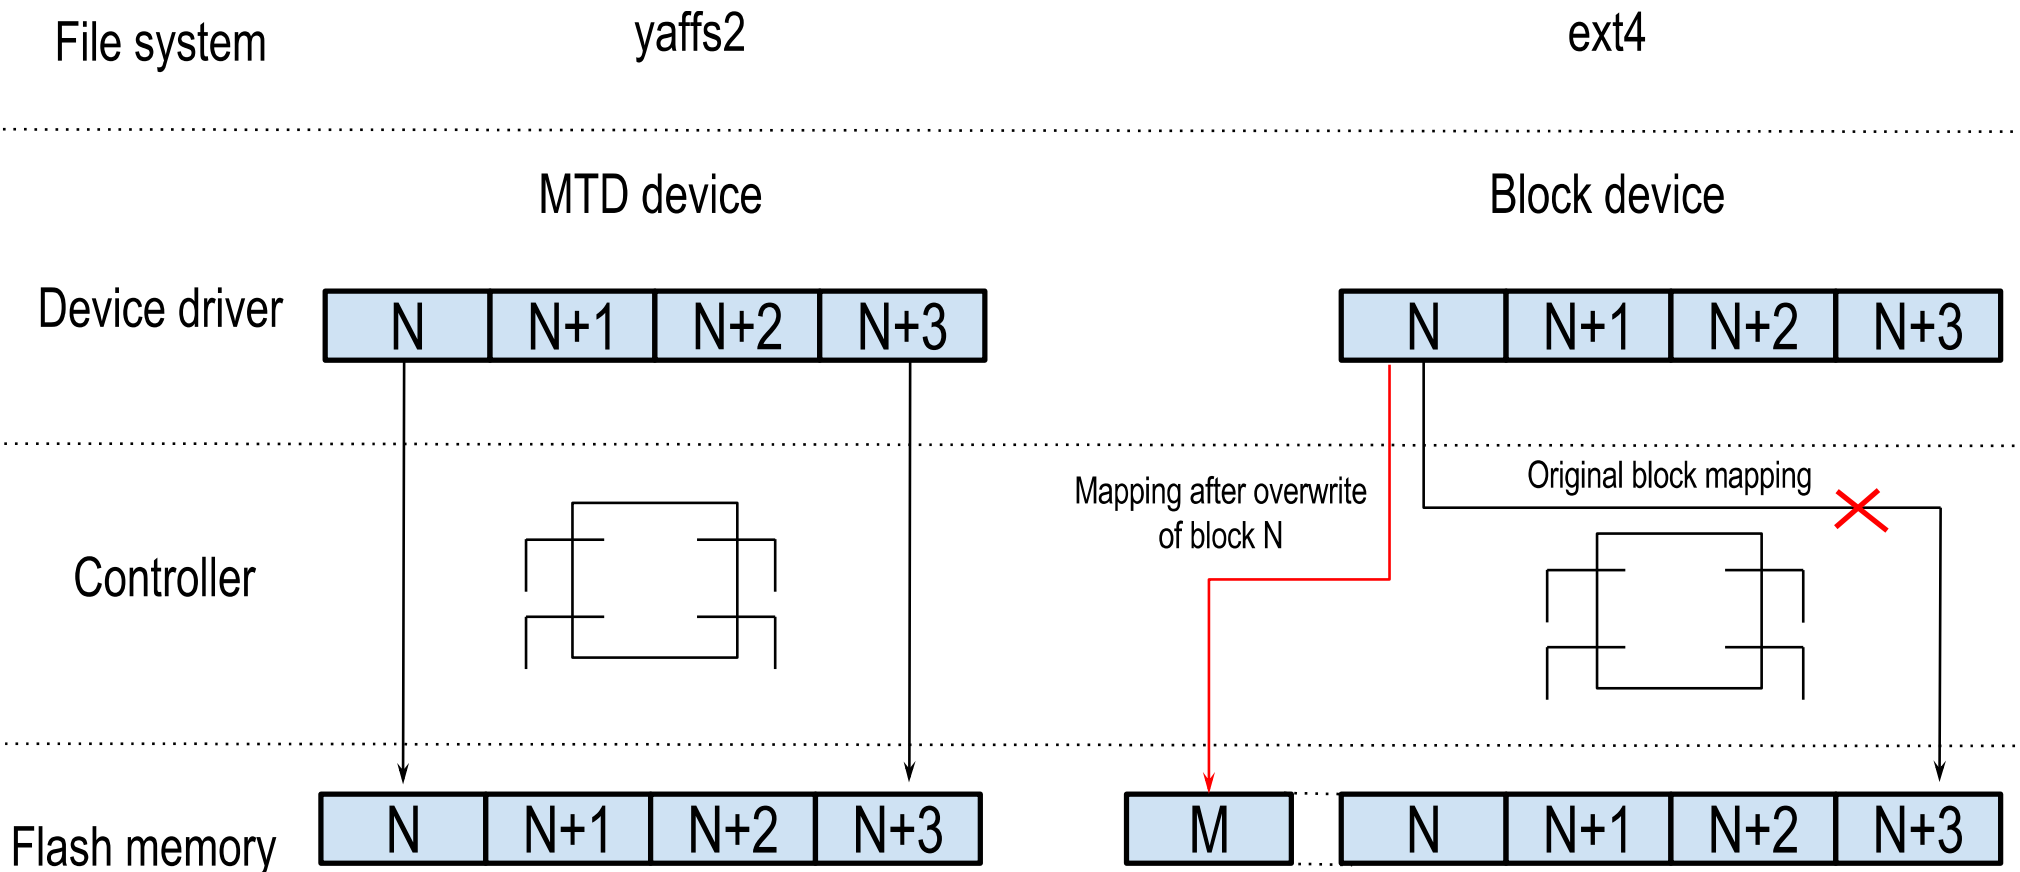 File system
yaffs2
ext4
MTD device
Block device
Device driver
N
N+1
N+2
N+3
N
N+1
N+2
N+3
Mapping after overwrite
of block N
Original block mapping
Controller
Flash memory
N
N+1
N+2
N+3
M
N
N+1
N+2
N+3